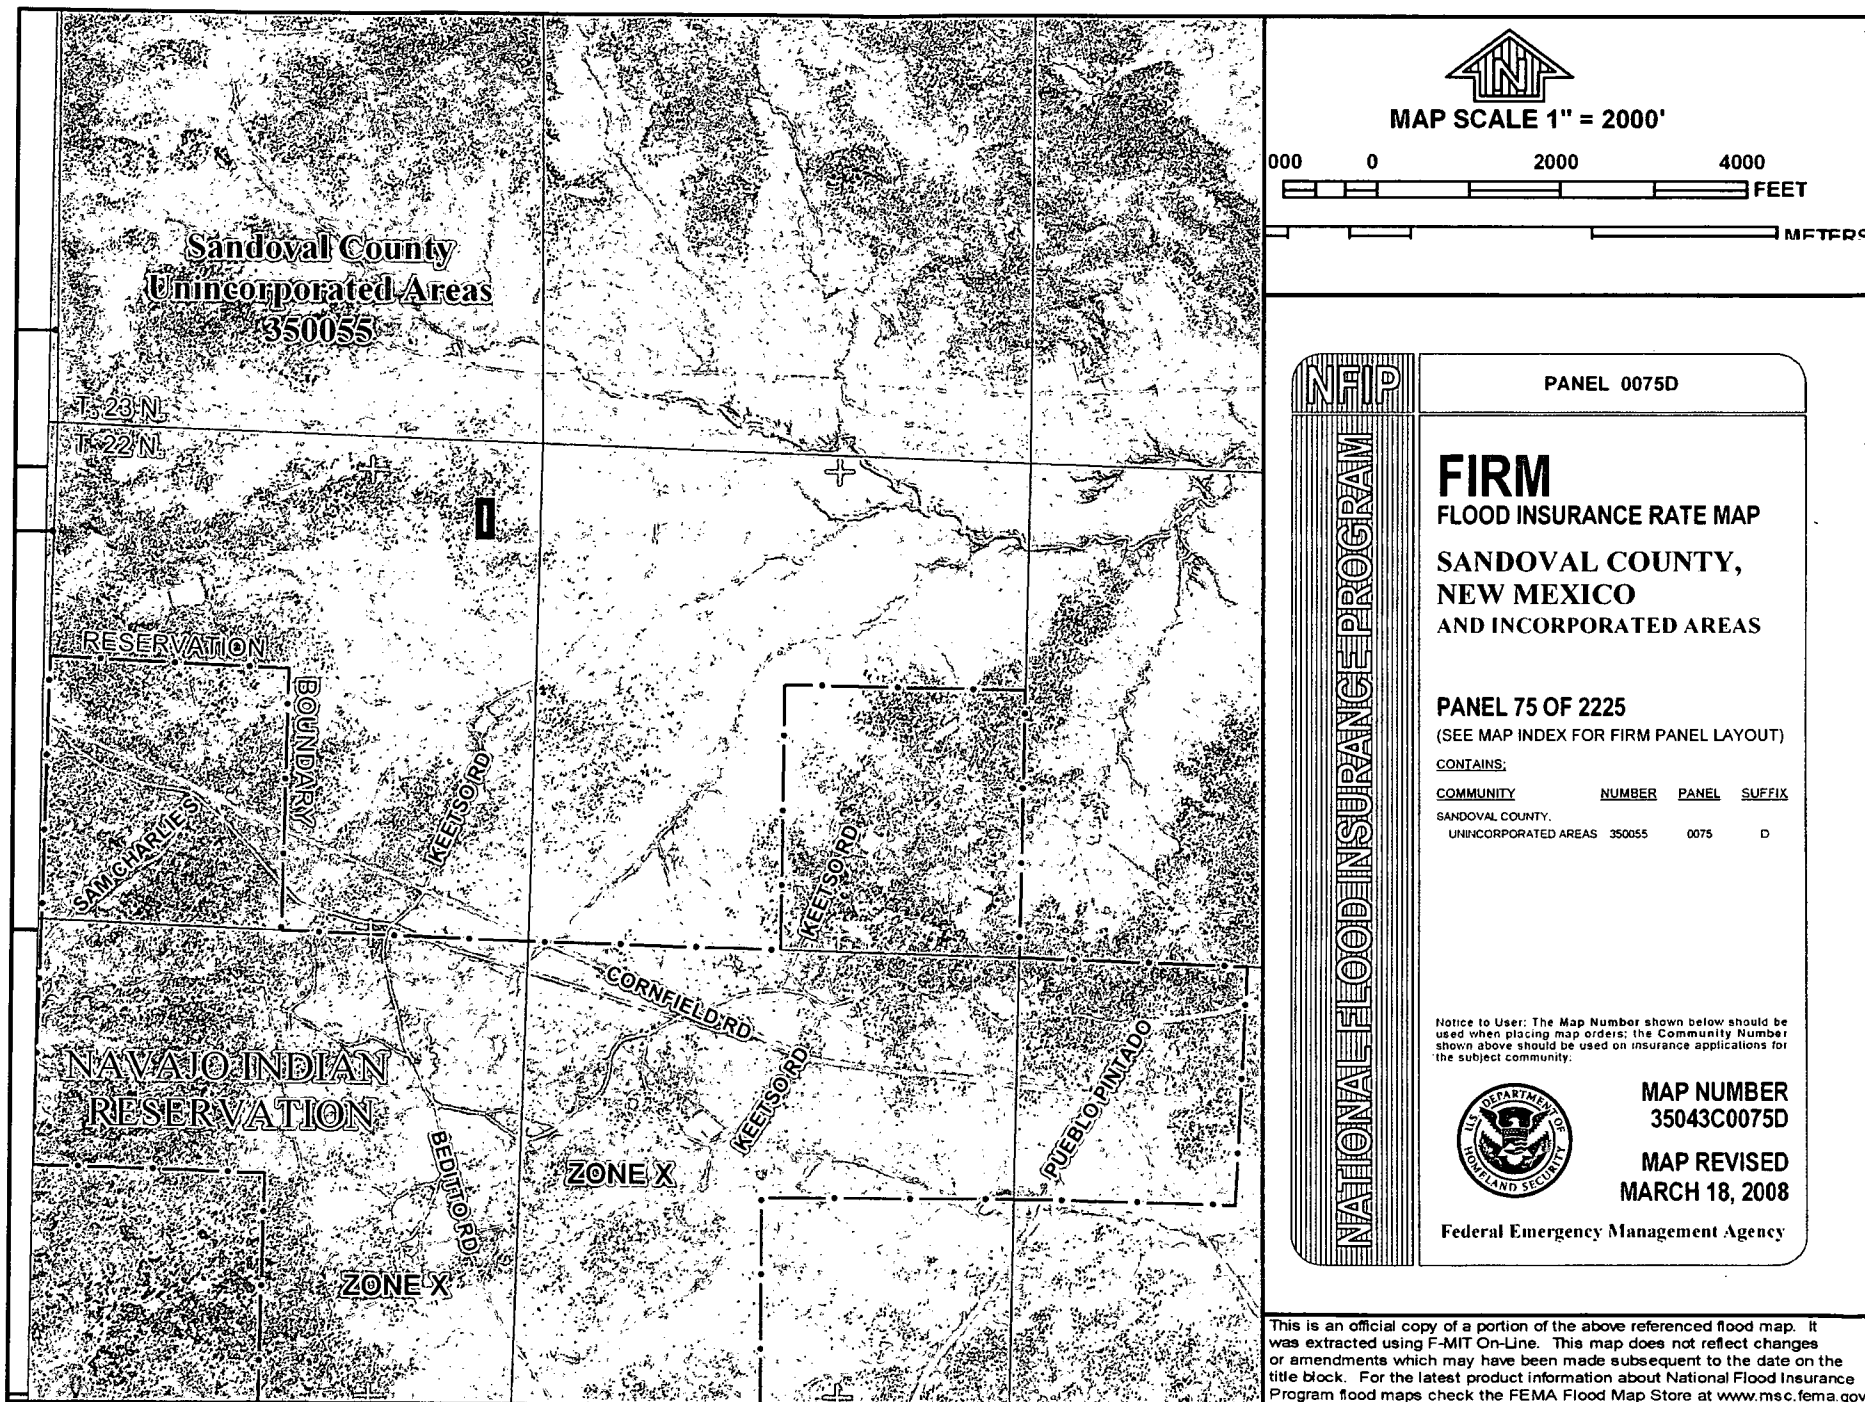 Sandoval County
Unincorporated Areas
350055
T. 23 N.
T. 22 N.
RESERVATION
BOUNDARY
KEETSO RD
SAM CHARLIE S
KEETSO RD
CORNFIELD RD
NAVAJO INDIAN
RESERVATION
KEETSO RD
PUEBLO PINTADO
BEDITTO RD
ZONE X
ZONE X
N
MAP SCALE 1" = 2000'
000 0 2000 4000
FEET
METERS
NFIP
NATIONAL FLOOD INSURANCE PROGRAM
PANEL 0075D
FIRM
FLOOD INSURANCE RATE MAP
SANDOVAL COUNTY,
NEW MEXICO
AND INCORPORATED AREAS
PANEL 75 OF 2225
(SEE MAP INDEX FOR FIRM PANEL LAYOUT)
CONTAINS:
COMMUNITY NUMBER PANEL SUFFIX
SANDOVAL COUNTY,
UNINCORPORATED AREAS 350055 0075 D
Notice to User: The Map Number shown below should be
used when placing map orders; the Community Number
shown above should be used on insurance applications for
the subject community.
U.S. DEPARTMENT OF
HOMELAND SECURITY
MAP NUMBER
35043C0075D
MAP REVISED
MARCH 18, 2008
Federal Emergency Management Agency
This is an official copy of a portion of the above referenced flood map. It
was extracted using F-MIT On-Line. This map does not reflect changes
or amendments which may have been made subsequent to the date on the
title block. For the latest product information about National Flood Insurance
Program flood maps check the FEMA Flood Map Store at www.msc.fema.gov